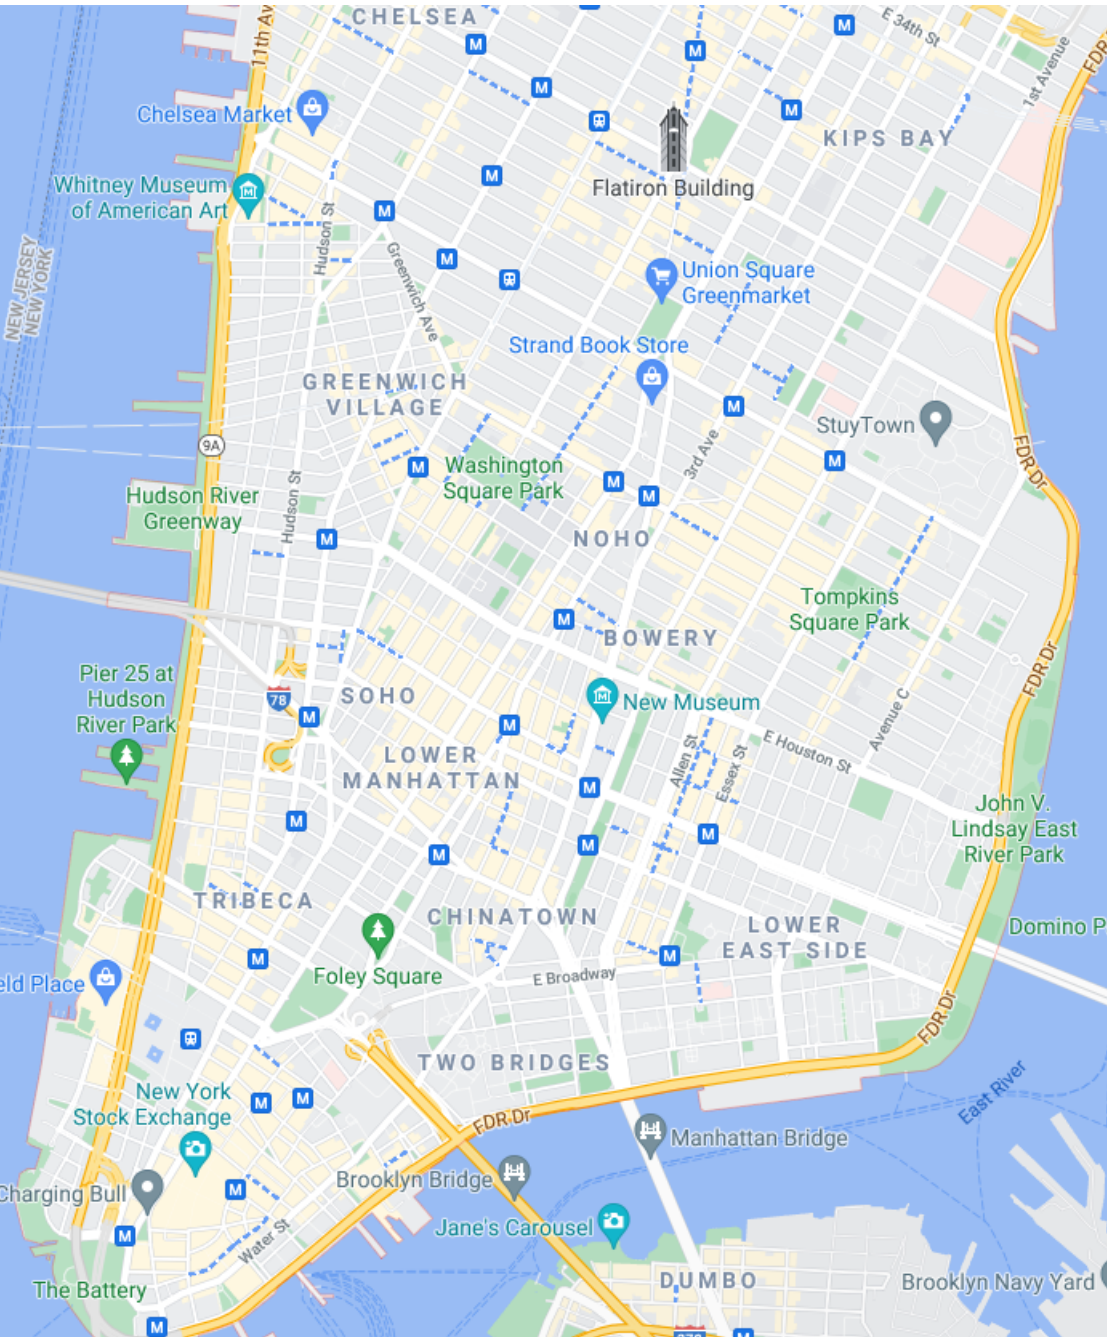 CHELSEA
E 34th St
11th Av
FDR
1st Avenue
Chelsea Market
KIPS BAY
Flatiron Building
Whitney Museum
of American Art
Hudson St
NEW JERSEY
NEW YORK
Greenwich Ave
Union Square
Greenmarket
Strand Book Store
GREENWICH
VILLAGE
StuyTown
3rd Ave
9A
FDR Dr
Washington
Square Park
Hudson River
Greenway
Hudson St
NOHO
Tompkins
Square Park
BOWERY
FDR Dr
Pier 25 at
Hudson
River Park
78
SOHO
New Museum
Avenue C
E Houston St
Allen St
Essex St
LOWER
MANHATTAN
John V.
Lindsay East
River Park
TRIBECA
CHINATOWN
LOWER
EAST SIDE
Domino P
Foley Square
E Broadway
eld Place
FDR Dr
TWO BRIDGES
New York
Stock Exchange
FDR Dr
East River
Manhattan Bridge
Brooklyn Bridge
Charging Bull
Jane's Carousel
Water St
The Battery
DUMBO
Brooklyn Navy Yard